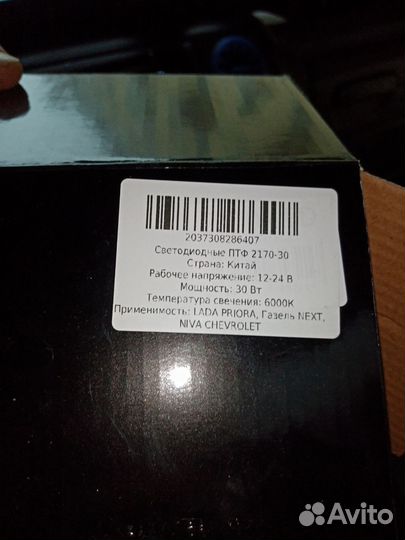 2037308286407
Светодиодные ПТФ 2170-30
Страна: Китай
Рабочее напряжение: 12-24 В
Мощность: 30 Вт
Температура свечения: 6000К
Применимость: LADA PRIORA, Газель NEXT,
NIVA CHEVROLET
Avito